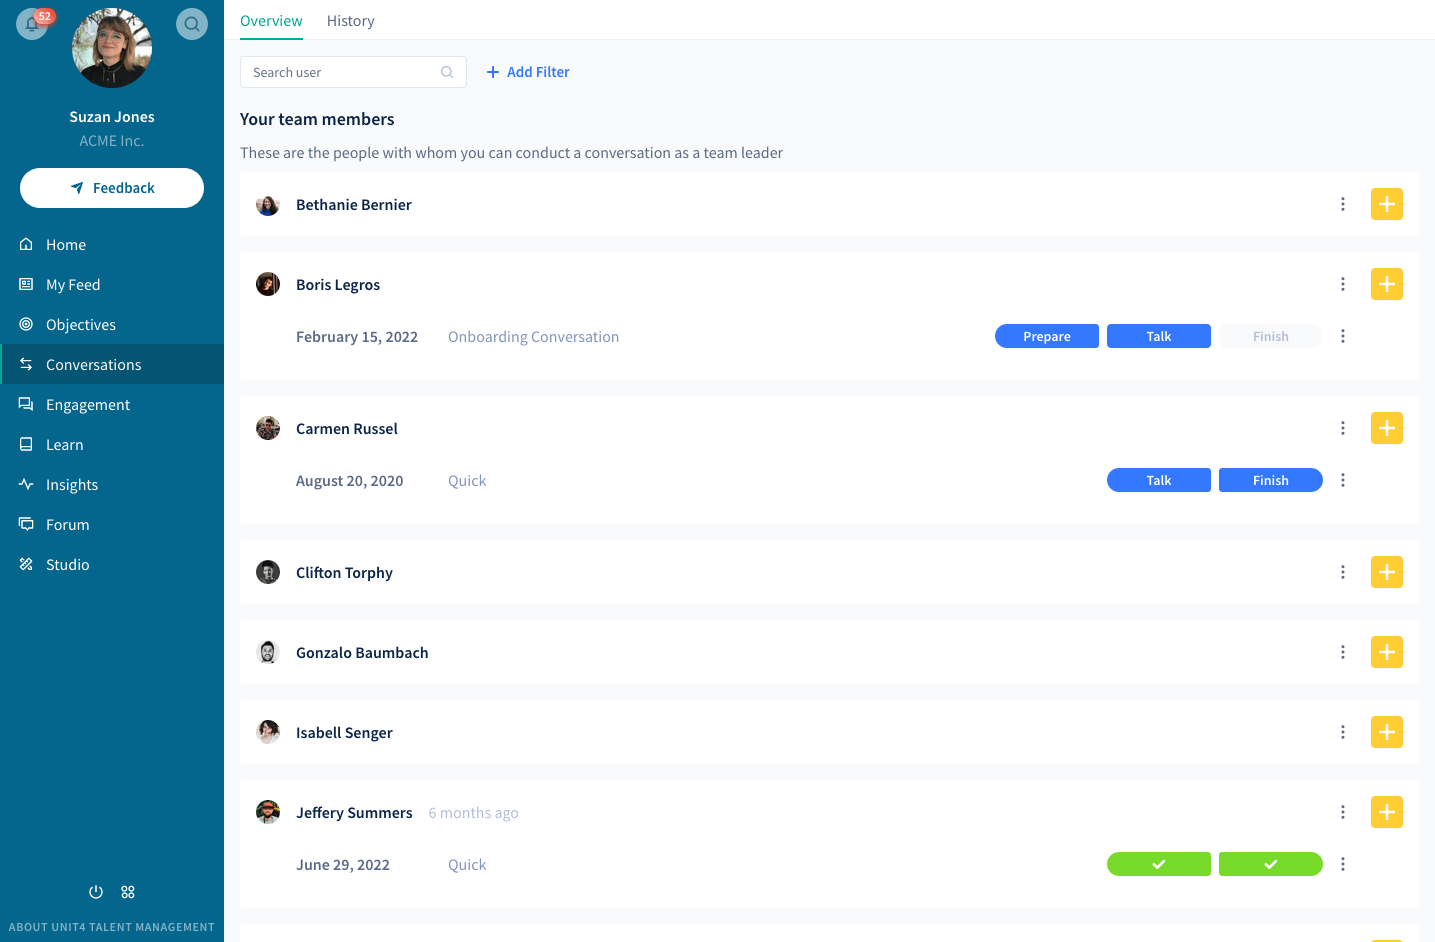 52
Suzan Jones
ACME Inc.
Feedback
Home
My Feed
Objectives
Conversations
Engagement
Learn
Insights
Forum
Studio
ABOUT UNIT4 TALENT MANAGEMENT
Overview History
Search user Add Filter
Your team members
These are the people with whom you can conduct a conversation as a team leader
Bethanie Bernier
Boris Legros
February 15, 2022 Onboarding Conversation Prepare Talk Finish
Carmen Russel
August 20, 2020 Quick Talk Finish
Clifton Torphy
Gonzalo Baumbach
Isabell Senger
Jeffery Summers 6 months ago
June 29, 2022 Quick